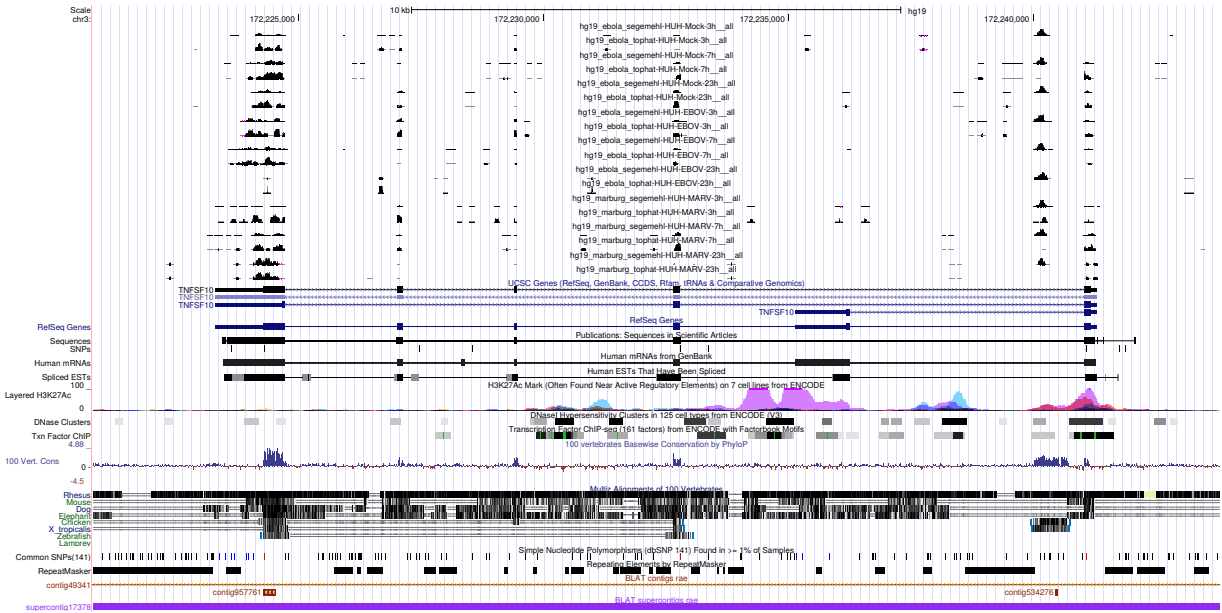 Scale 10 kb hg19
chr3: 172,225,000 172,230,000 172,235,000 172,240,000
hg19_ebola_segemehl-HUH-Mock-3h__all
hg19_ebola_tophat-HUH-Mock-3h__all
hg19_ebola_segemehl-HUH-Mock-7h__all
hg19_ebola_tophat-HUH-Mock-7h__all
hg19_ebola_segemehl-HUH-Mock-23h__all
hg19_ebola_tophat-HUH-Mock-23h__all
hg19_ebola_segemehl-HUH-EBOV-3h__all
hg19_ebola_tophat-HUH-EBOV-3h__all
hg19_ebola_segemehl-HUH-EBOV-7h__all
hg19_ebola_tophat-HUH-EBOV-7h__all
hg19_ebola_segemehl-HUH-EBOV-23h__all
hg19_ebola_tophat-HUH-EBOV-23h__all
hg19_marburg_segemehl-HUH-MARV-3h__all
hg19_marburg_tophat-HUH-MARV-3h__all
hg19_marburg_segemehl-HUH-MARV-7h__all
hg19_marburg_tophat-HUH-MARV-7h__all
hg19_marburg_segemehl-HUH-MARV-23h__all
hg19_marburg_tophat-HUH-MARV-23h__all
UCSC Genes (RefSeq, GenBank, CCDS, Rfam, tRNAs & Comparative Genomics)
TNFSF10
TNFSF10
TNFSF10
TNFSF10
RefSeq Genes
RefSeq Genes
Publications: Sequences in Scientific Articles
Sequences
SNPs
Human mRNAs from GenBank
Human mRNAs
Human ESTs That Have Been Spliced
Spliced ESTs
H3K27Ac Mark (Often Found Near Active Regulatory Elements) on 7 cell lines from ENCODE
100
Layered H3K27Ac
0
DNaseI Hypersensitivity Clusters in 125 cell types from ENCODE (V3)
DNase Clusters
Transcription Factor ChIP-seq (161 factors) from ENCODE with Factorbook Motifs
Txn Factor ChIP
100 vertebrates Basewise Conservation by PhyloP
4.88
100 Vert. Cons
0
-4.5
Multiz Alignments of 100 Vertebrates
Rhesus
Mouse
Dog
Elephant
Chicken
X_tropicalis
Zebrafish
Lamprey
Simple Nucleotide Polymorphisms (dbSNP 141) Found in >= 1% of Samples
Common SNPs(141)
Repeating Elements by RepeatMasker
RepeatMasker
BLAT contigs rae
contig49341
contig957761 contig534276
BLAT supercontigs rae
supercontig17378